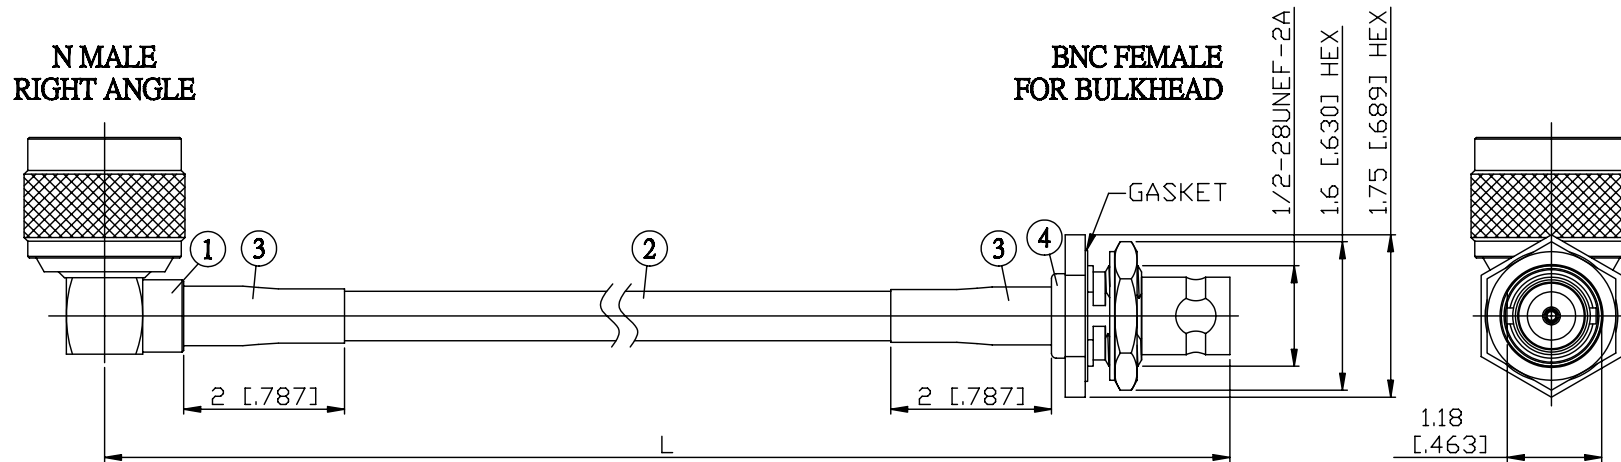 N MALE
RIGHT ANGLE
BNC FEMALE
FOR BULKHEAD
1/2-28UNEF-2A
1.6 [.630] HEX
1.75 [.689] HEX
GASKET
1
3
2
3
4
2 [.787]
2 [.787]
L
1.18
[.463]